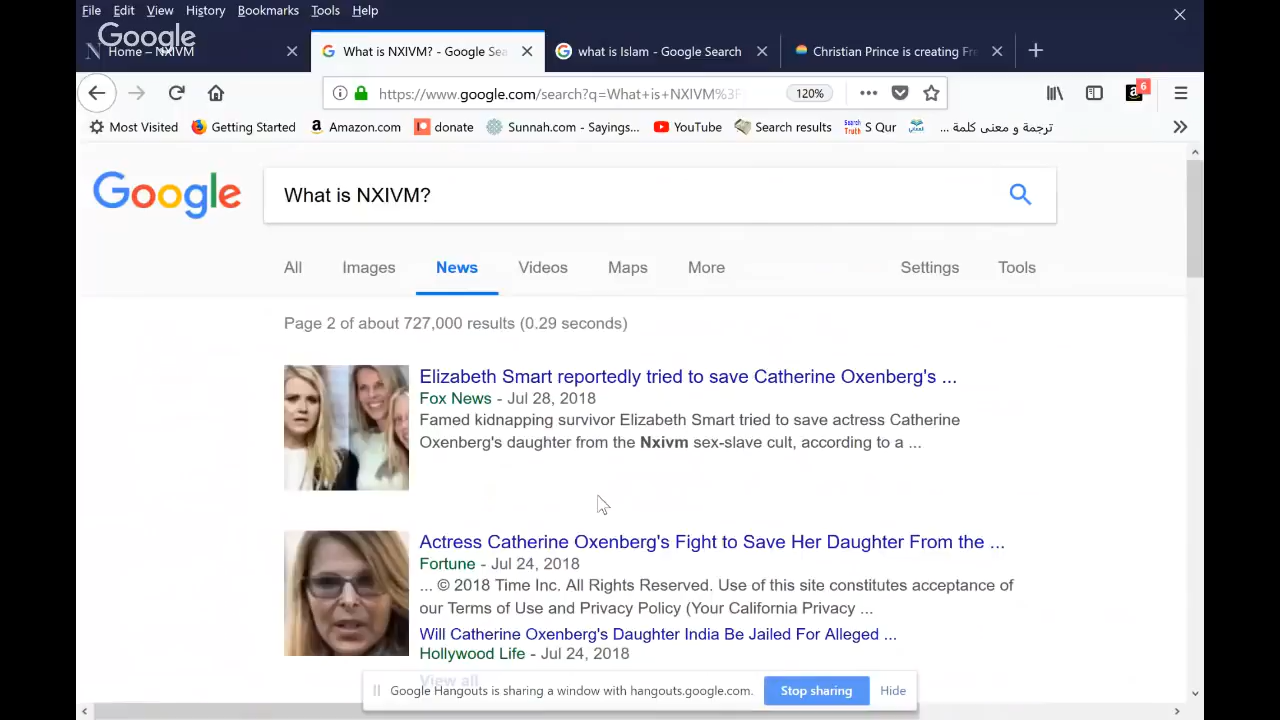 File Edit View History Bookmarks Tools Help
Google
N Home – NXIVM
What is NXIVM? - Google Sea
what is Islam - Google Search
Christian Prince is creating Fre
https://www.google.com/search?q=What+is+NXIVM%3F 120%
6
Most Visited Getting Started Amazon.com donate Sunnah.com - Sayings... YouTube Search results Search Truth S Qur ترجمة و معنى كلمة ...
Google What is NXIVM?
All Images News Videos Maps More Settings Tools
Page 2 of about 727,000 results (0.29 seconds)
Elizabeth Smart reportedly tried to save Catherine Oxenberg's ...
Fox News - Jul 28, 2018
Famed kidnapping survivor Elizabeth Smart tried to save actress Catherine
Oxenberg's daughter from the Nxivm sex-slave cult, according to a ...
Actress Catherine Oxenberg's Fight to Save Her Daughter From the ...
Fortune - Jul 24, 2018
... © 2018 Time Inc. All Rights Reserved. Use of this site constitutes acceptance of
our Terms of Use and Privacy Policy (Your California Privacy ...
Will Catherine Oxenberg's Daughter India Be Jailed For Alleged ...
Hollywood Life - Jul 24, 2018
View all
Google Hangouts is sharing a window with hangouts.google.com. Stop sharing Hide